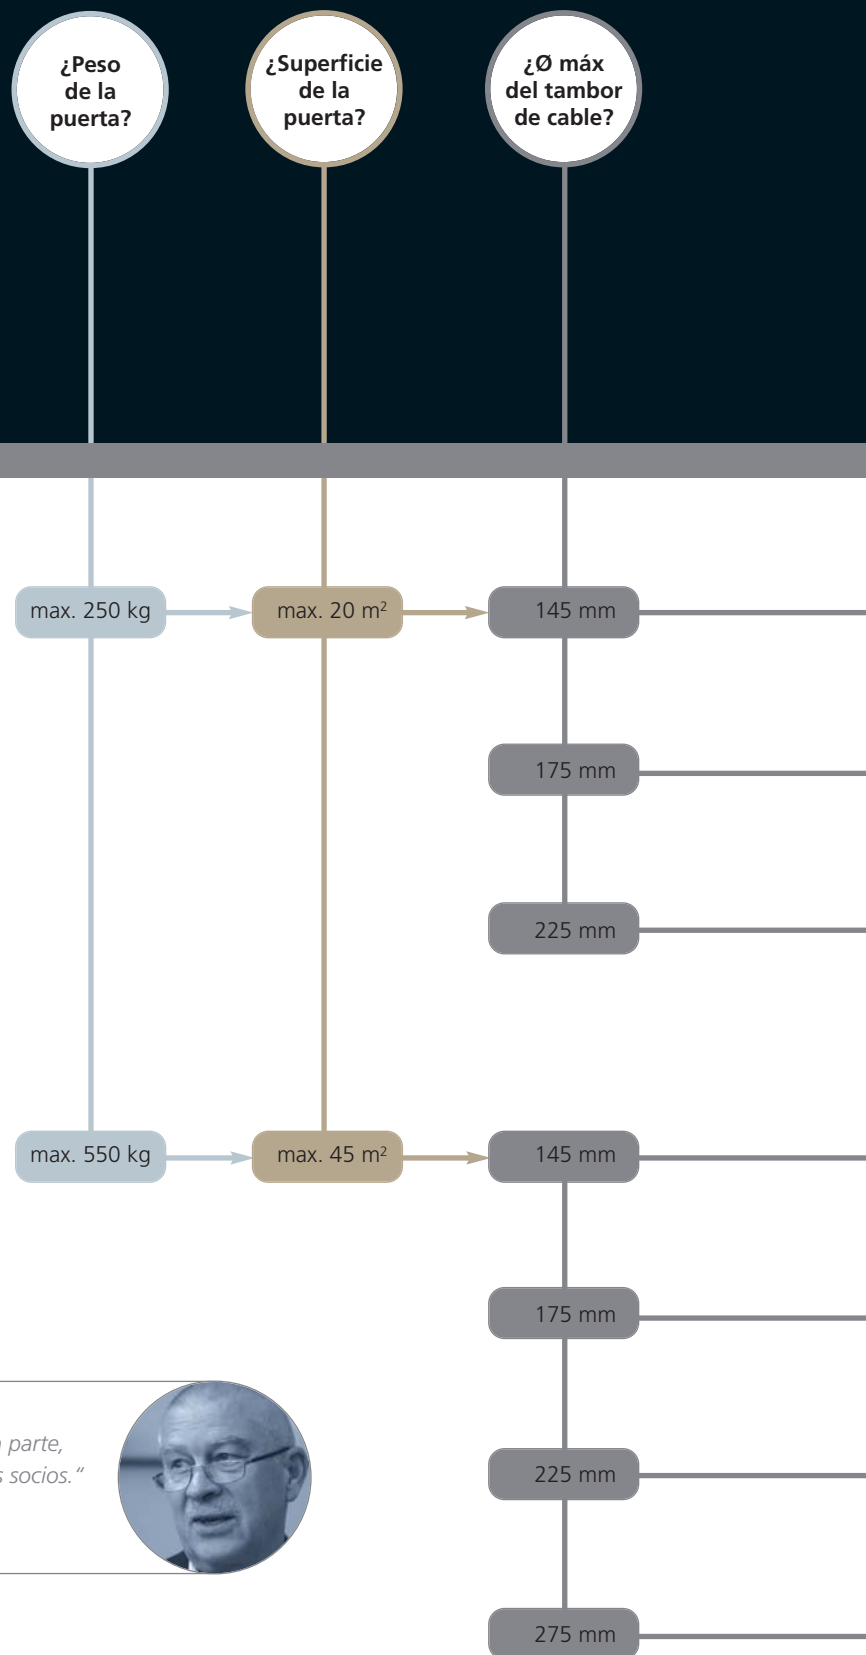 ¿Peso
de la
puerta?
¿Superficie
de la
puerta?
¿Ø máx
del tambor
de cable?
max. 250 kg
max. 20 m²
145 mm
175 mm
225 mm
max. 550 kg
max. 45 m²
145 mm
175 mm
parte,
socios.“
225 mm
275 mm